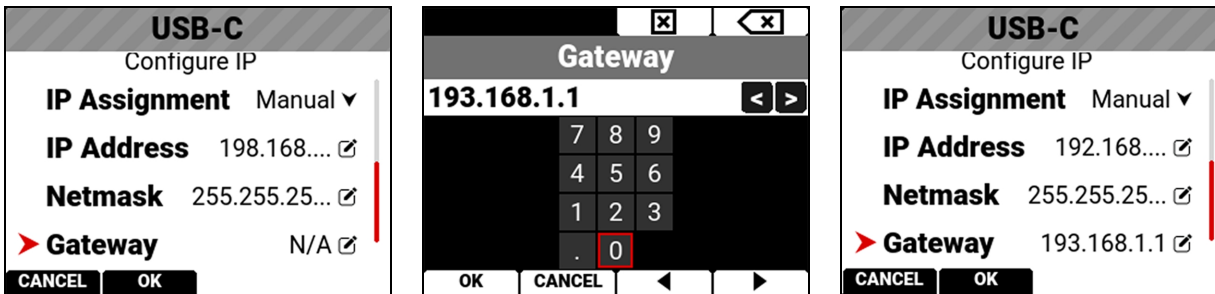 USB-C
Configure IP
IP Assignment Manual
IP Address 198.168....
Netmask 255.255.25...
Gateway N/A
CANCEL OK
Gateway
193.168.1.1 < >
7 8 9
4 5 6
1 2 3
. 0
OK CANCEL
USB-C
Configure IP
IP Assignment Manual
IP Address 192.168....
Netmask 255.255.25...
Gateway 193.168.1.1
CANCEL OK